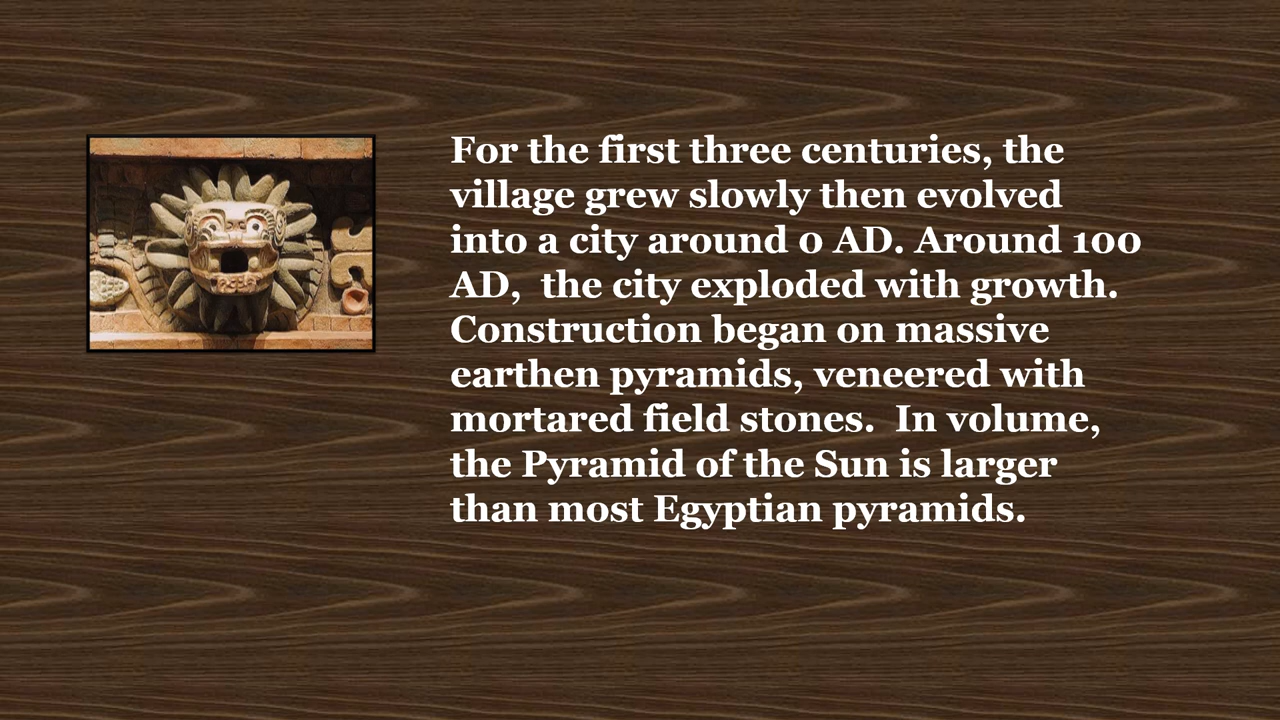 For the first three centuries, the
village grew slowly then evolved
into a city around 0 AD. Around 100
AD,  the city exploded with growth.
Construction began on massive
earthen pyramids, veneered with
mortared field stones.  In volume,
the Pyramid of the Sun is larger
than most Egyptian pyramids.